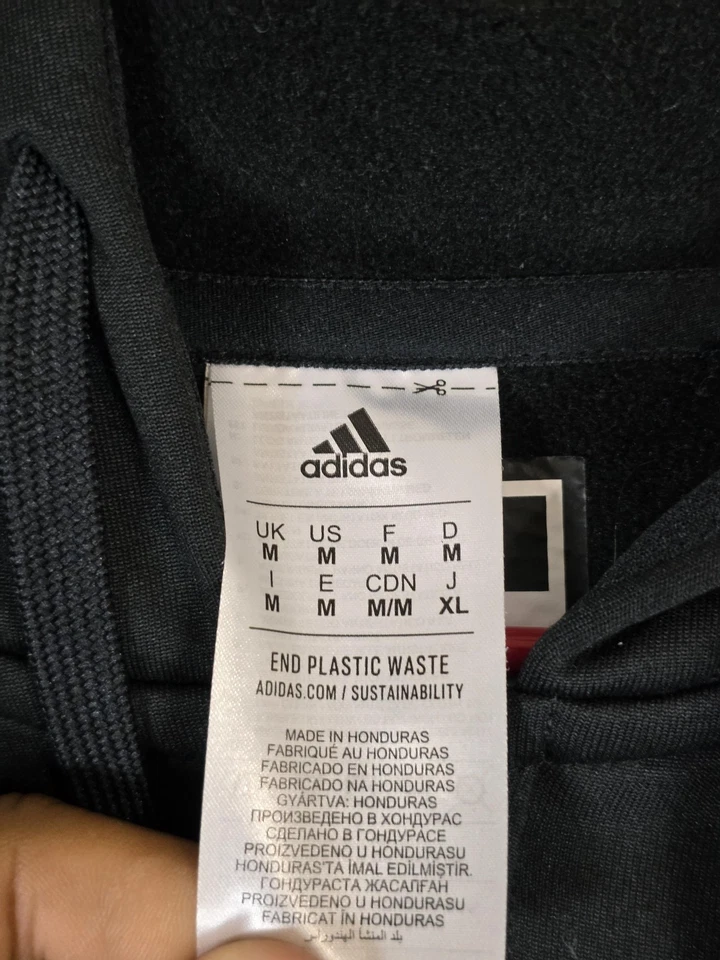 adidas
UK US F D
M M M M
I E CDN J
M M M/M XL
END PLASTIC WASTE
ADIDAS.COM / SUSTAINABILITY
MADE IN HONDURAS
FABRIQUÉ AU HONDURAS
FABRICADO EN HONDURAS
FABRICADO NA HONDURAS
GYÁRTVA: HONDURAS
ПРОИЗВЕДЕНО В ХОНДУРАС
СДЕЛАНО В ГОНДУРАСЕ
PROIZVEDENO U HONDURASU
HONDURAS'TA İMAL EDİLMİŞTİR.
ГОНДУРАСТА ЖАСАЛҒАН
PROIZVEDENO U HONDURASU
FABRICAT ÎN HONDURAS
بلد المنشأ الهندوراس